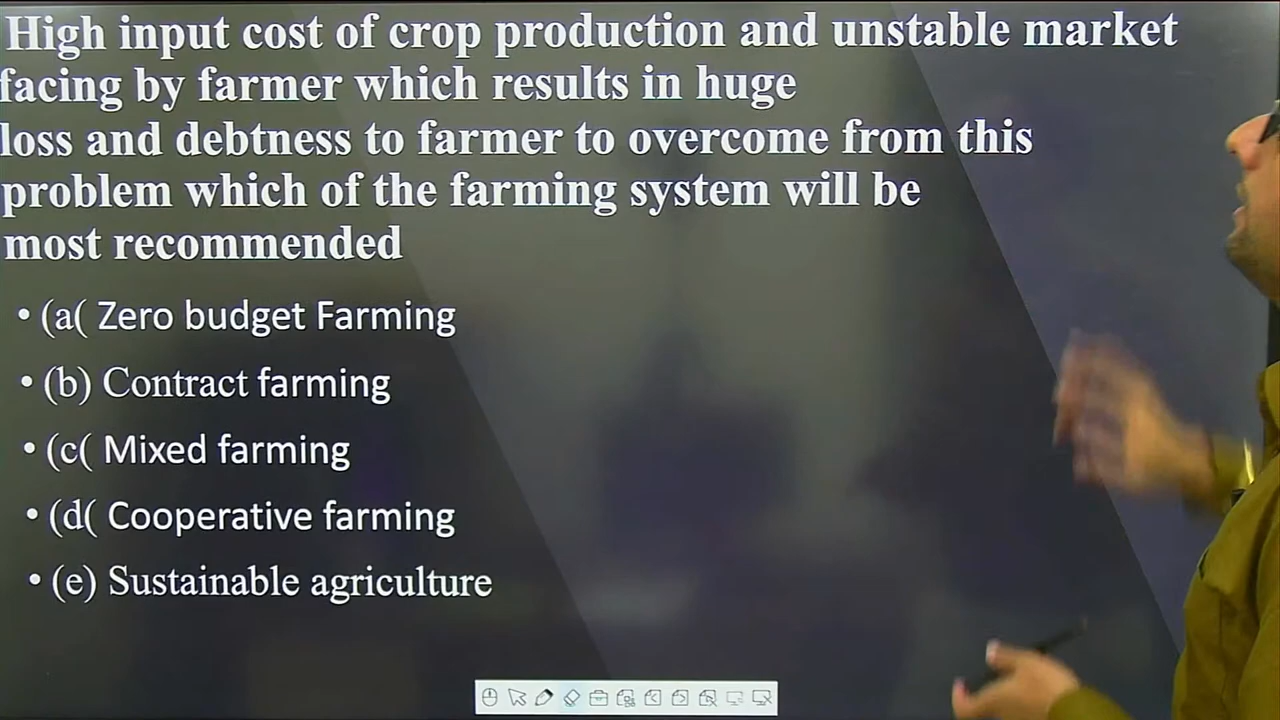 High input cost of crop production and unstable market
facing by farmer which results in huge
loss and debtness to farmer to overcome from this
problem which of the farming system will be
most recommended
• (a( Zero budget Farming
• (b) Contract farming
• (c( Mixed farming
• (d( Cooperative farming
• (e) Sustainable agriculture